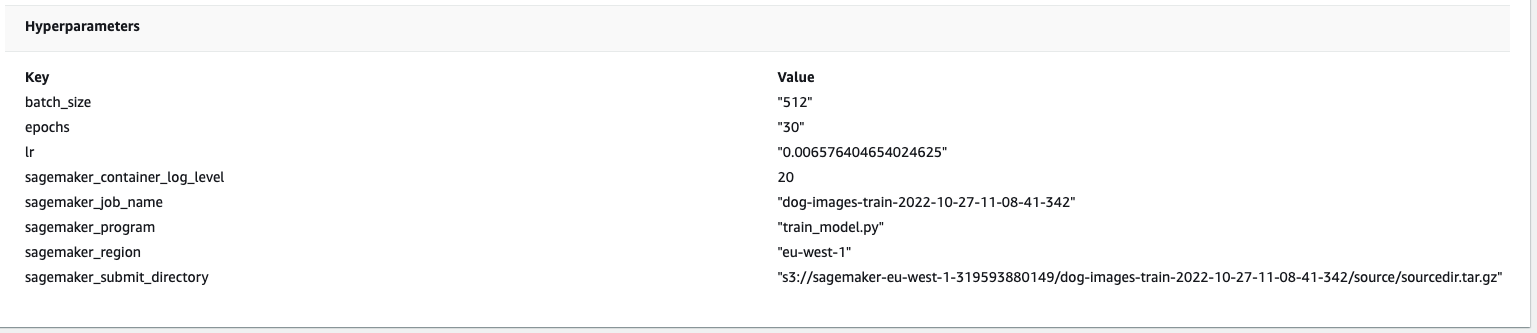 Hyperparameters
Key Value
batch_size "512"
epochs "30"
lr "0.006576404654024625"
sagemaker_container_log_level 20
sagemaker_job_name "dog-images-train-2022-10-27-11-08-41-342"
sagemaker_program "train_model.py"
sagemaker_region "eu-west-1"
sagemaker_submit_directory "s3://sagemaker-eu-west-1-319593880149/dog-images-train-2022-10-27-11-08-41-342/source/sourcedir.tar.gz"